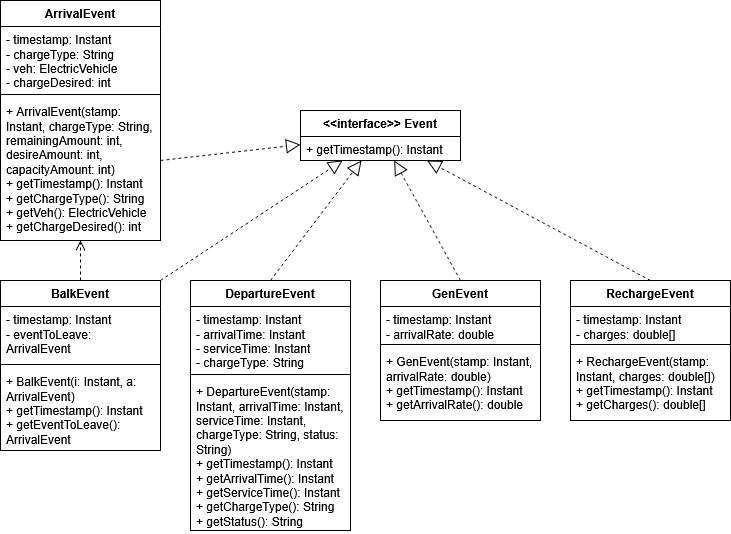 ArrivalEvent
- timestamp: Instant
- chargeType: String
- veh: ElectricVehicle
- chargeDesired: int
+ ArrivalEvent(stamp:
Instant, chargeType: String,
remainingAmount: int,
desireAmount: int,
capacityAmount: int)
+ getTimestamp(): Instant
+ getChargeType(): String
+ getVeh(): ElectricVehicle
+ getChargeDesired(): int
<<interface>> Event
+ getTimestamp(): Instant
BalkEvent
- timestamp: Instant
- eventToLeave:
ArrivalEvent
+ BalkEvent(i: Instant, a:
ArrivalEvent)
+ getTimestamp(): Instant
+ getEventToLeave():
ArrivalEvent
DepartureEvent
- timestamp: Instant
- arrivalTime: Instant
- serviceTime: Instant
- chargeType: String
+ DepartureEvent(stamp:
Instant, arrivalTime: Instant,
serviceTime: Instant,
chargeType: String, status:
String)
+ getTimestamp(): Instant
+ getArrivalTime(): Instant
+ getServiceTime(): Instant
+ getChargeType(): String
+ getStatus(): String
GenEvent
- timestamp: Instant
- arrivalRate: double
+ GenEvent(stamp: Instant,
arrivalRate: double)
+ getTimestamp(): Instant
+ getArrivalRate(): double
RechargeEvent
- timestamp: Instant
- charges: double[]
+ RechargeEvent(stamp:
Instant, charges: double[])
+ getTimestamp(): Instant
+ getCharges(): double[]